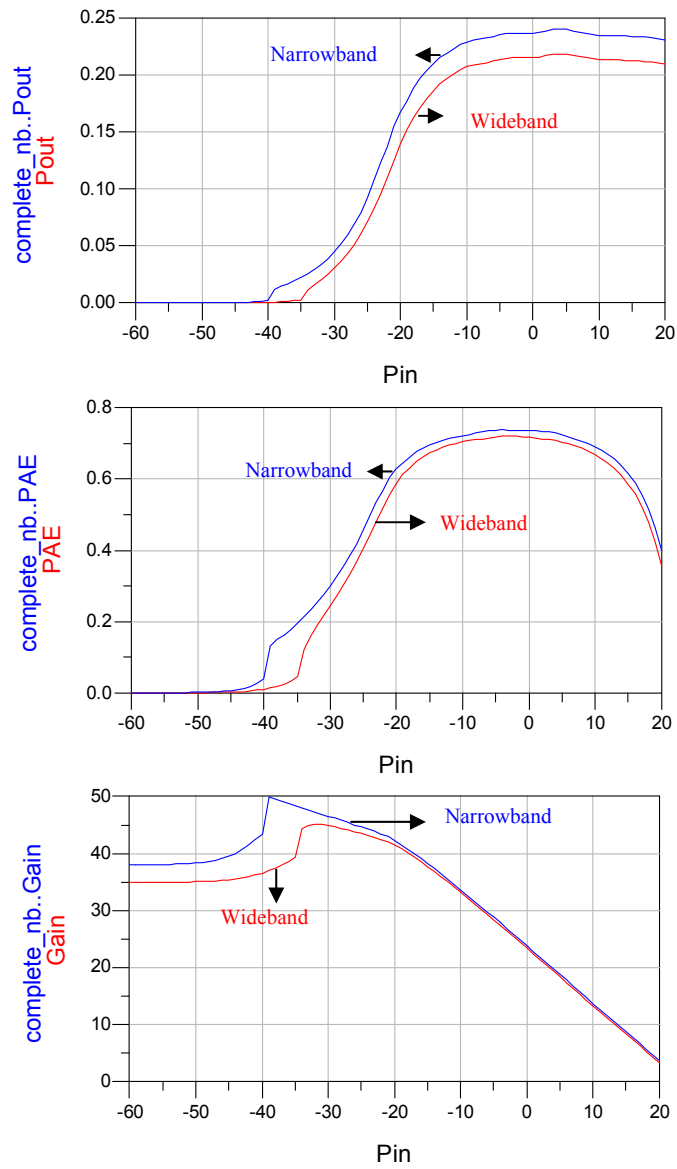 0.25
0.20
0.15
0.10
0.05
0.00
complete_nb..Pout
Pout
Narrowband
Wideband
-60 -50 -40 -30 -20 -10 0 10 20
Pin
0.8
0.6
0.4
0.2
0.0
complete_nb..PAE
PAE
Narrowband
Wideband
-60 -50 -40 -30 -20 -10 0 10 20
Pin
50
40
30
20
10
0
complete_nb..Gain
Gain
Narrowband
Wideband
-60 -50 -40 -30 -20 -10 0 10 20
Pin